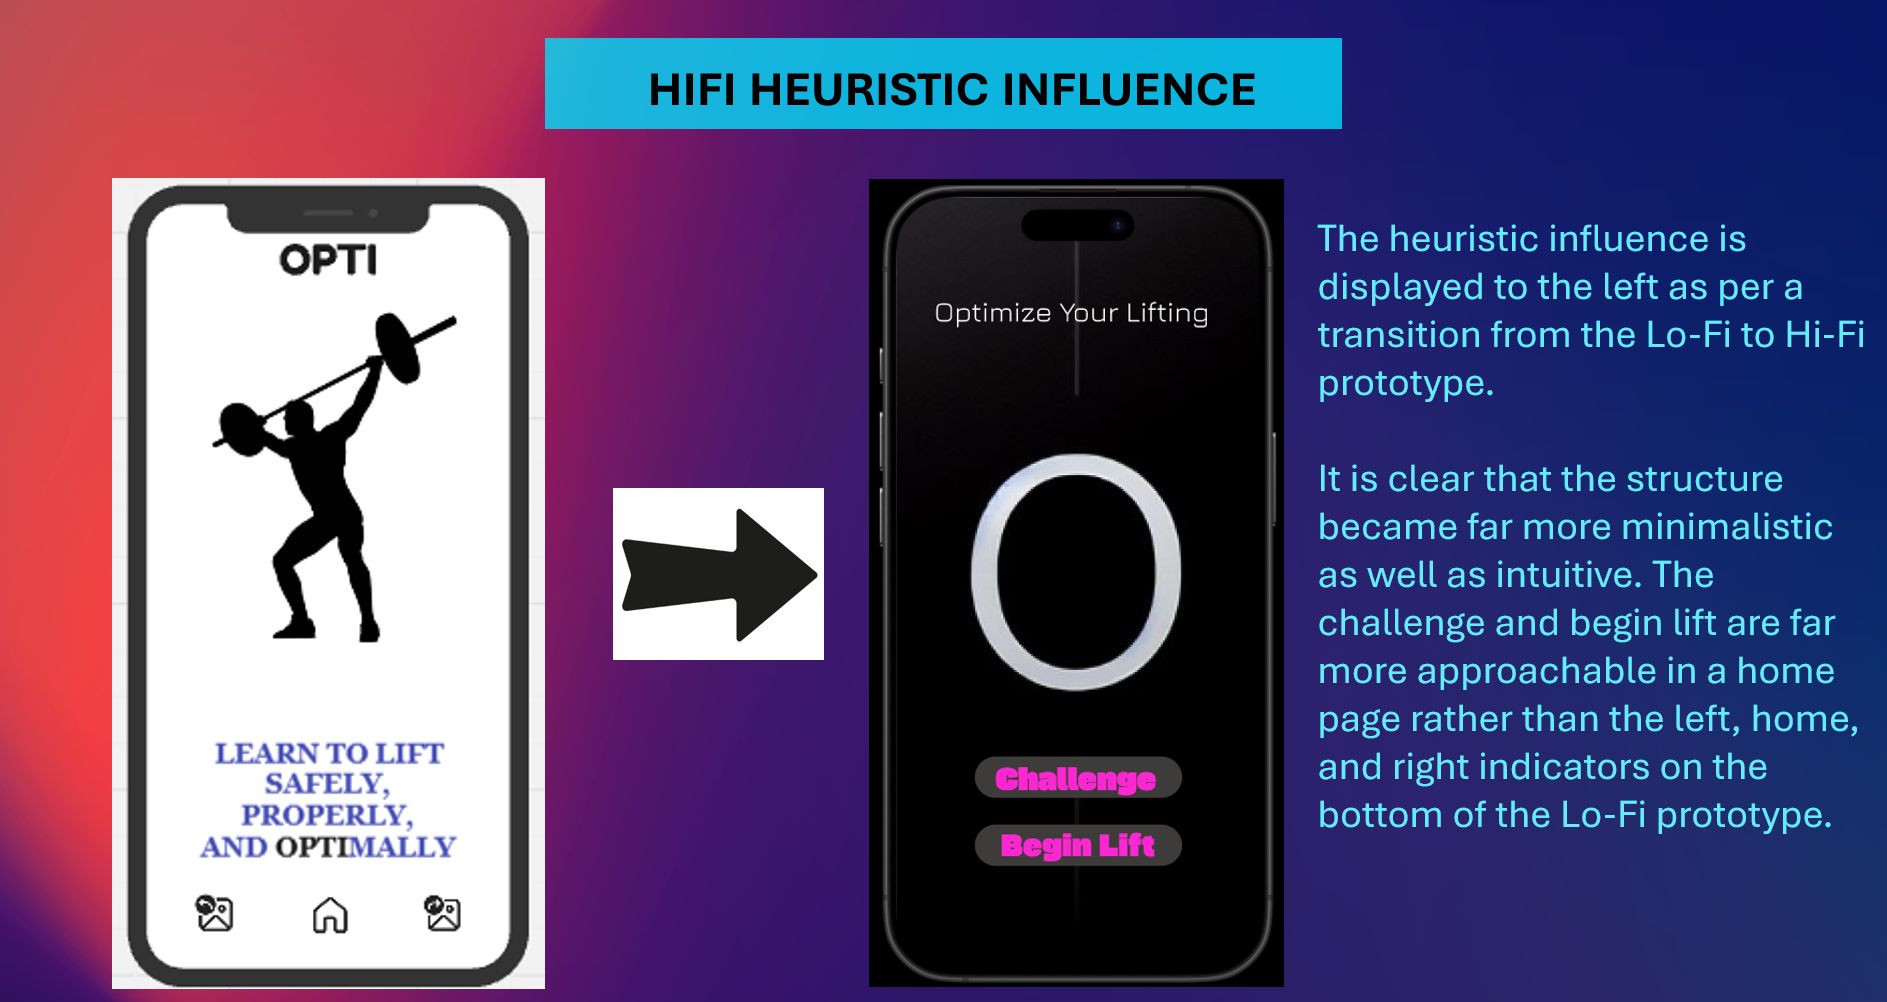 HIFI HEURISTIC INFLUENCE
OPTI
LEARN TO LIFT
SAFELY,
PROPERLY,
AND OPTIMALLY
Optimize Your Lifting
O
Challenge
Begin Lift
The heuristic influence is
displayed to the left as per a
transition from the Lo-Fi to Hi-Fi
prototype.
It is clear that the structure
became far more minimalistic
as well as intuitive. The
challenge and begin lift are far
more approachable in a home
page rather than the left, home,
and right indicators on the
bottom of the Lo-Fi prototype.